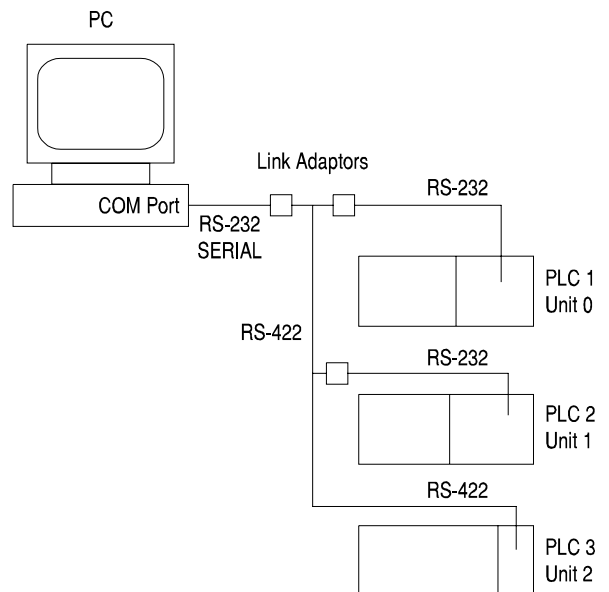 PC
Link Adaptors
COM Port
RS-232
SERIAL
RS-232
PLC 1
Unit 0
RS-422
RS-232
PLC 2
Unit 1
RS-422
PLC 3
Unit 2